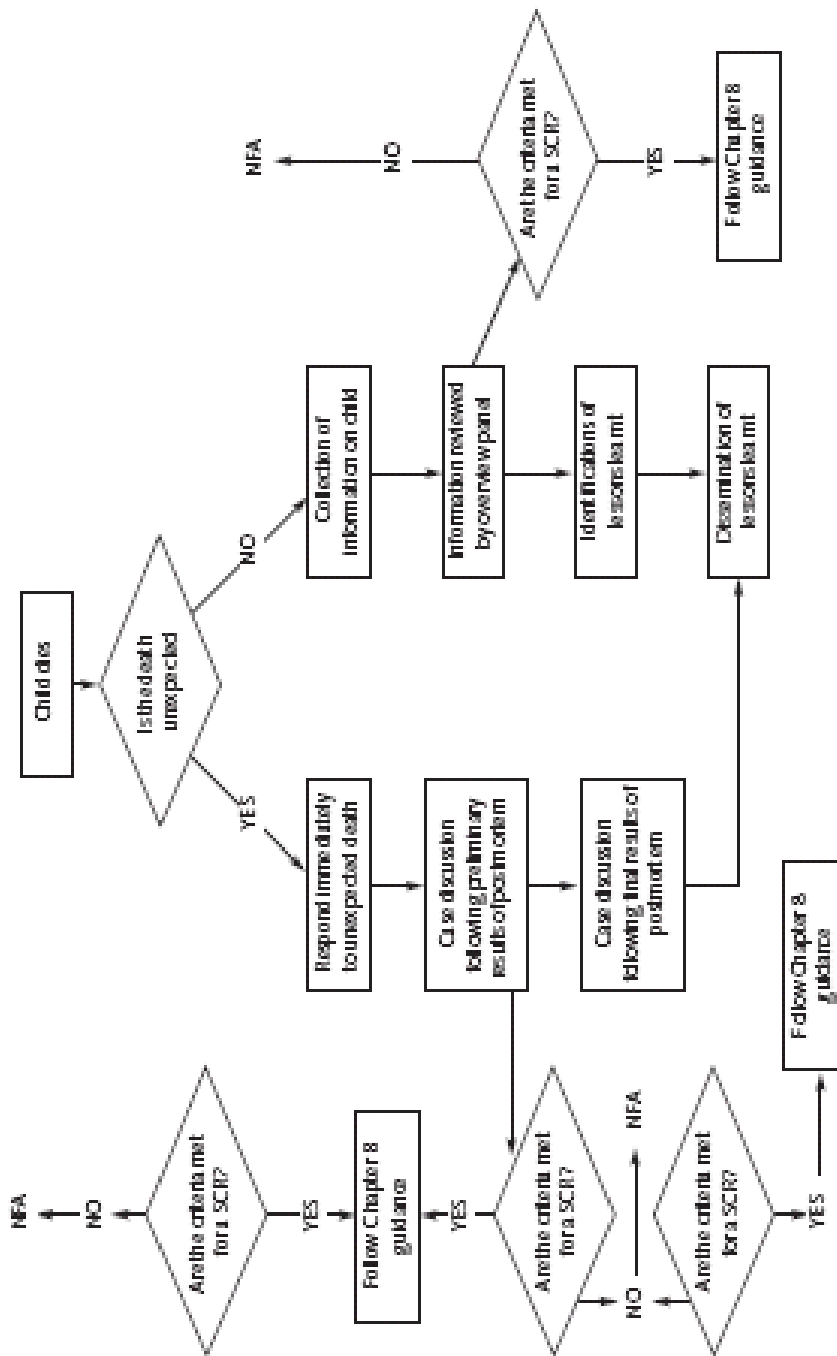 Child dies
Is the death
unexpected
YES
NO
NFA
NO
Are the criteria met
for a SCR?
YES
Follow Chapter 8
guidance
Respond immediately
to unexpected death
Case discussion
following preliminary
results of postmortem
YES
Are the criteria met
for a SCR?
NO
NFA
Are the criteria met
for a SCR?
YES
Follow Chapter 8
guidance
Case discussion
following final results of
postmortem
Collection of
information on child
Information reviewed
by overview panel
Identifications of
lessons learnt
Dissemination of
lessons learnt
NFA
NO
Are the criteria met
for a SCR?
YES
Follow Chapter 8
guidance